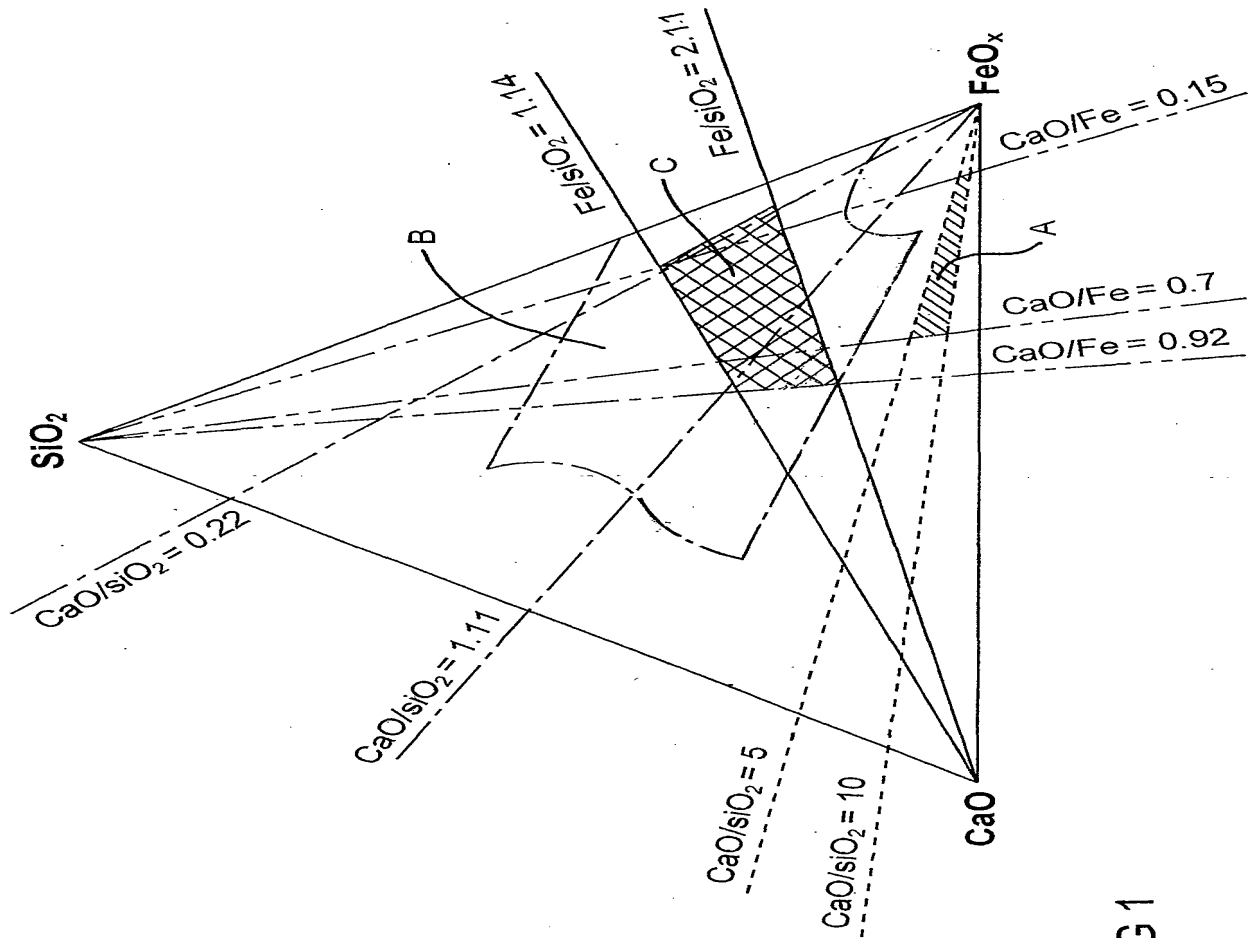 SiO₂
FeOₓ
CaO
Fe/siO₂ = 1.14
Fe/siO₂ = 2.11
CaO/Fe = 0.15
CaO/Fe = 0.7
CaO/Fe = 0.92
CaO/siO₂ = 0.22
CaO/siO₂ = 1.11
CaO/siO₂ = 5
CaO/siO₂ = 10
B
C
A
G 1